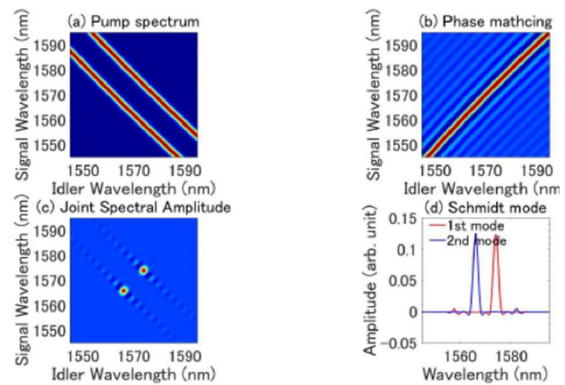 (a) Pump spectrum
Signal Wavelength (nm)
1590
1580
1570
1560
1550
1550 1570 1590
Idler Wavelength (nm)
(b) Phase mathcing
Signal Wavelength (nm)
1590
1580
1570
1560
1550
1550 1570 1590
Idler Wavelength (nm)
(c) Joint Spectral Amplitude
Signal Wavelength (nm)
1590
1580
1570
1560
1550
1550 1570 1590
Idler Wavelength (nm)
(d) Schmidt mode
Amplitude (arb. unit)
0.15
0.1
0.05
0
-0.05
1st mode
2nd mode
1560 1580
Wavelength (nm)